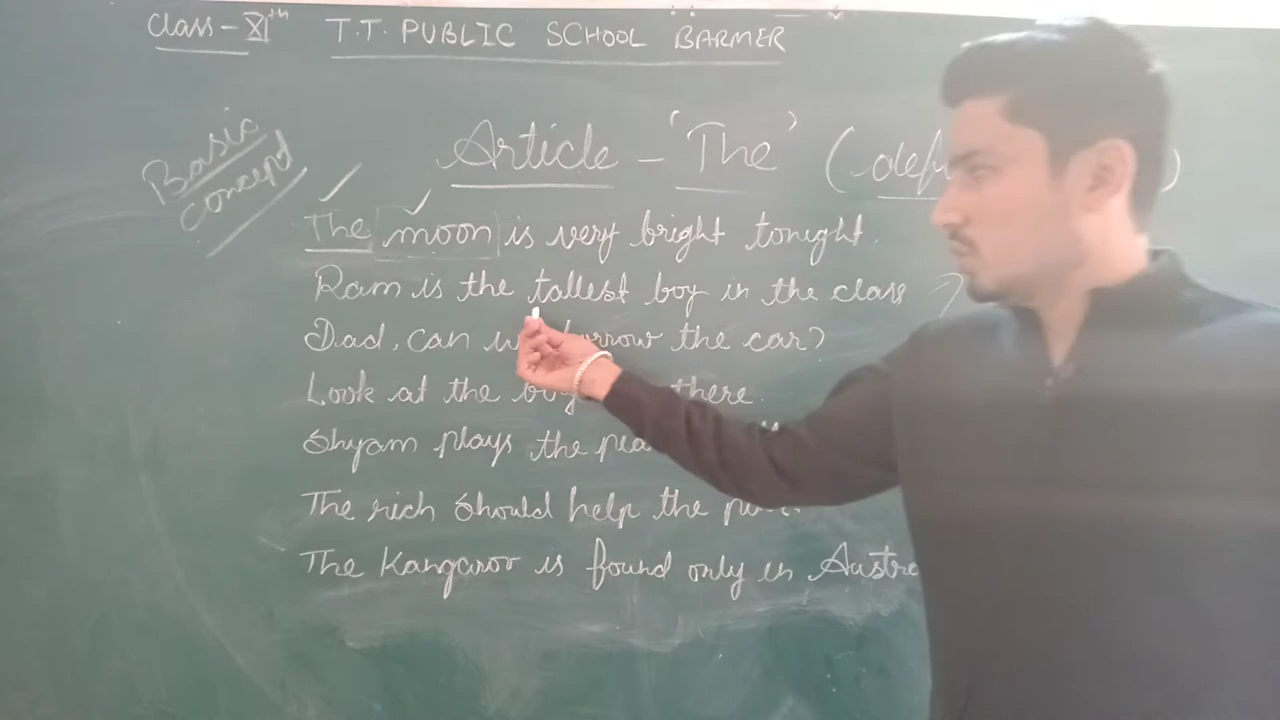 Class - XIth T.T. PUBLIC SCHOOL BARMER
Basic concept
Article - 'The' (
The moon is very bright tonight.
Ram is the tallest boy in the class
Dad, can borrow the car?
Look at the there.
Shyam plays the
The rich should help the
The Kangaroo is found only in